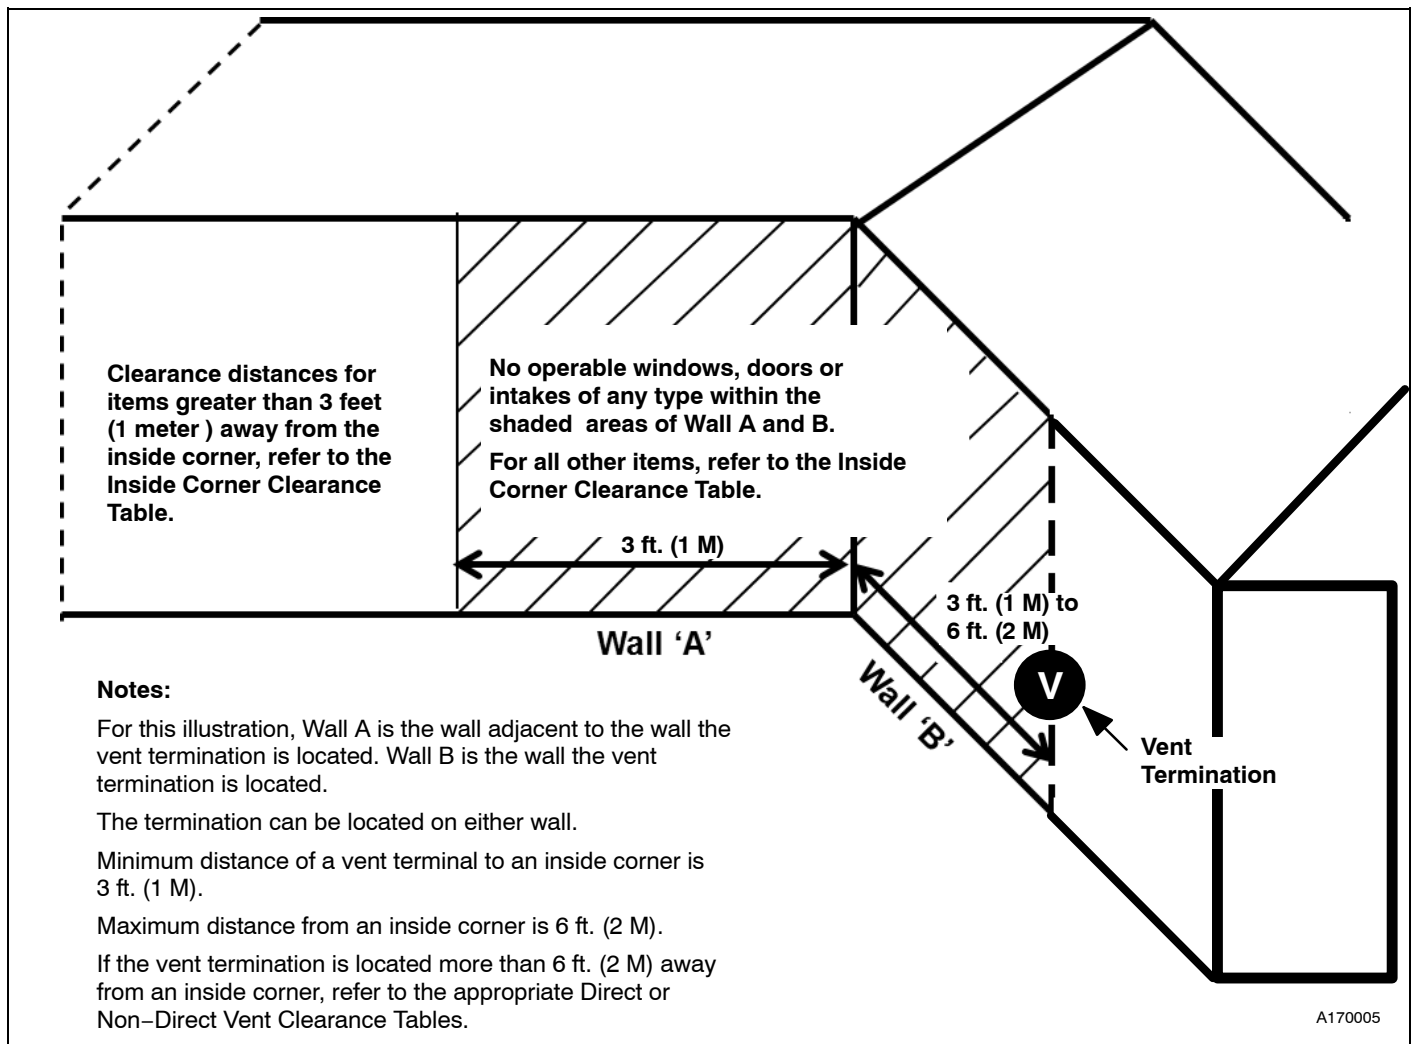 Clearance distances for
items greater than 3 feet
(1 meter ) away from the
inside corner, refer to the
Inside Corner Clearance
Table.
No operable windows, doors or
intakes of any type within the
shaded areas of Wall A and B.
For all other items, refer to the Inside
Corner Clearance Table.
3 ft. (1 M)
3 ft. (1 M) to
6 ft. (2 M)
Wall ‘A’
Wall ‘B’
V
Vent
Termination
Notes:
For this illustration, Wall A is the wall adjacent to the wall the
vent termination is located. Wall B is the wall the vent
termination is located.
The termination can be located on either wall.
Minimum distance of a vent terminal to an inside corner is
3 ft. (1 M).
Maximum distance from an inside corner is 6 ft. (2 M).
If the vent termination is located more than 6 ft. (2 M) away
from an inside corner, refer to the appropriate Direct or
Non−Direct Vent Clearance Tables.
A170005